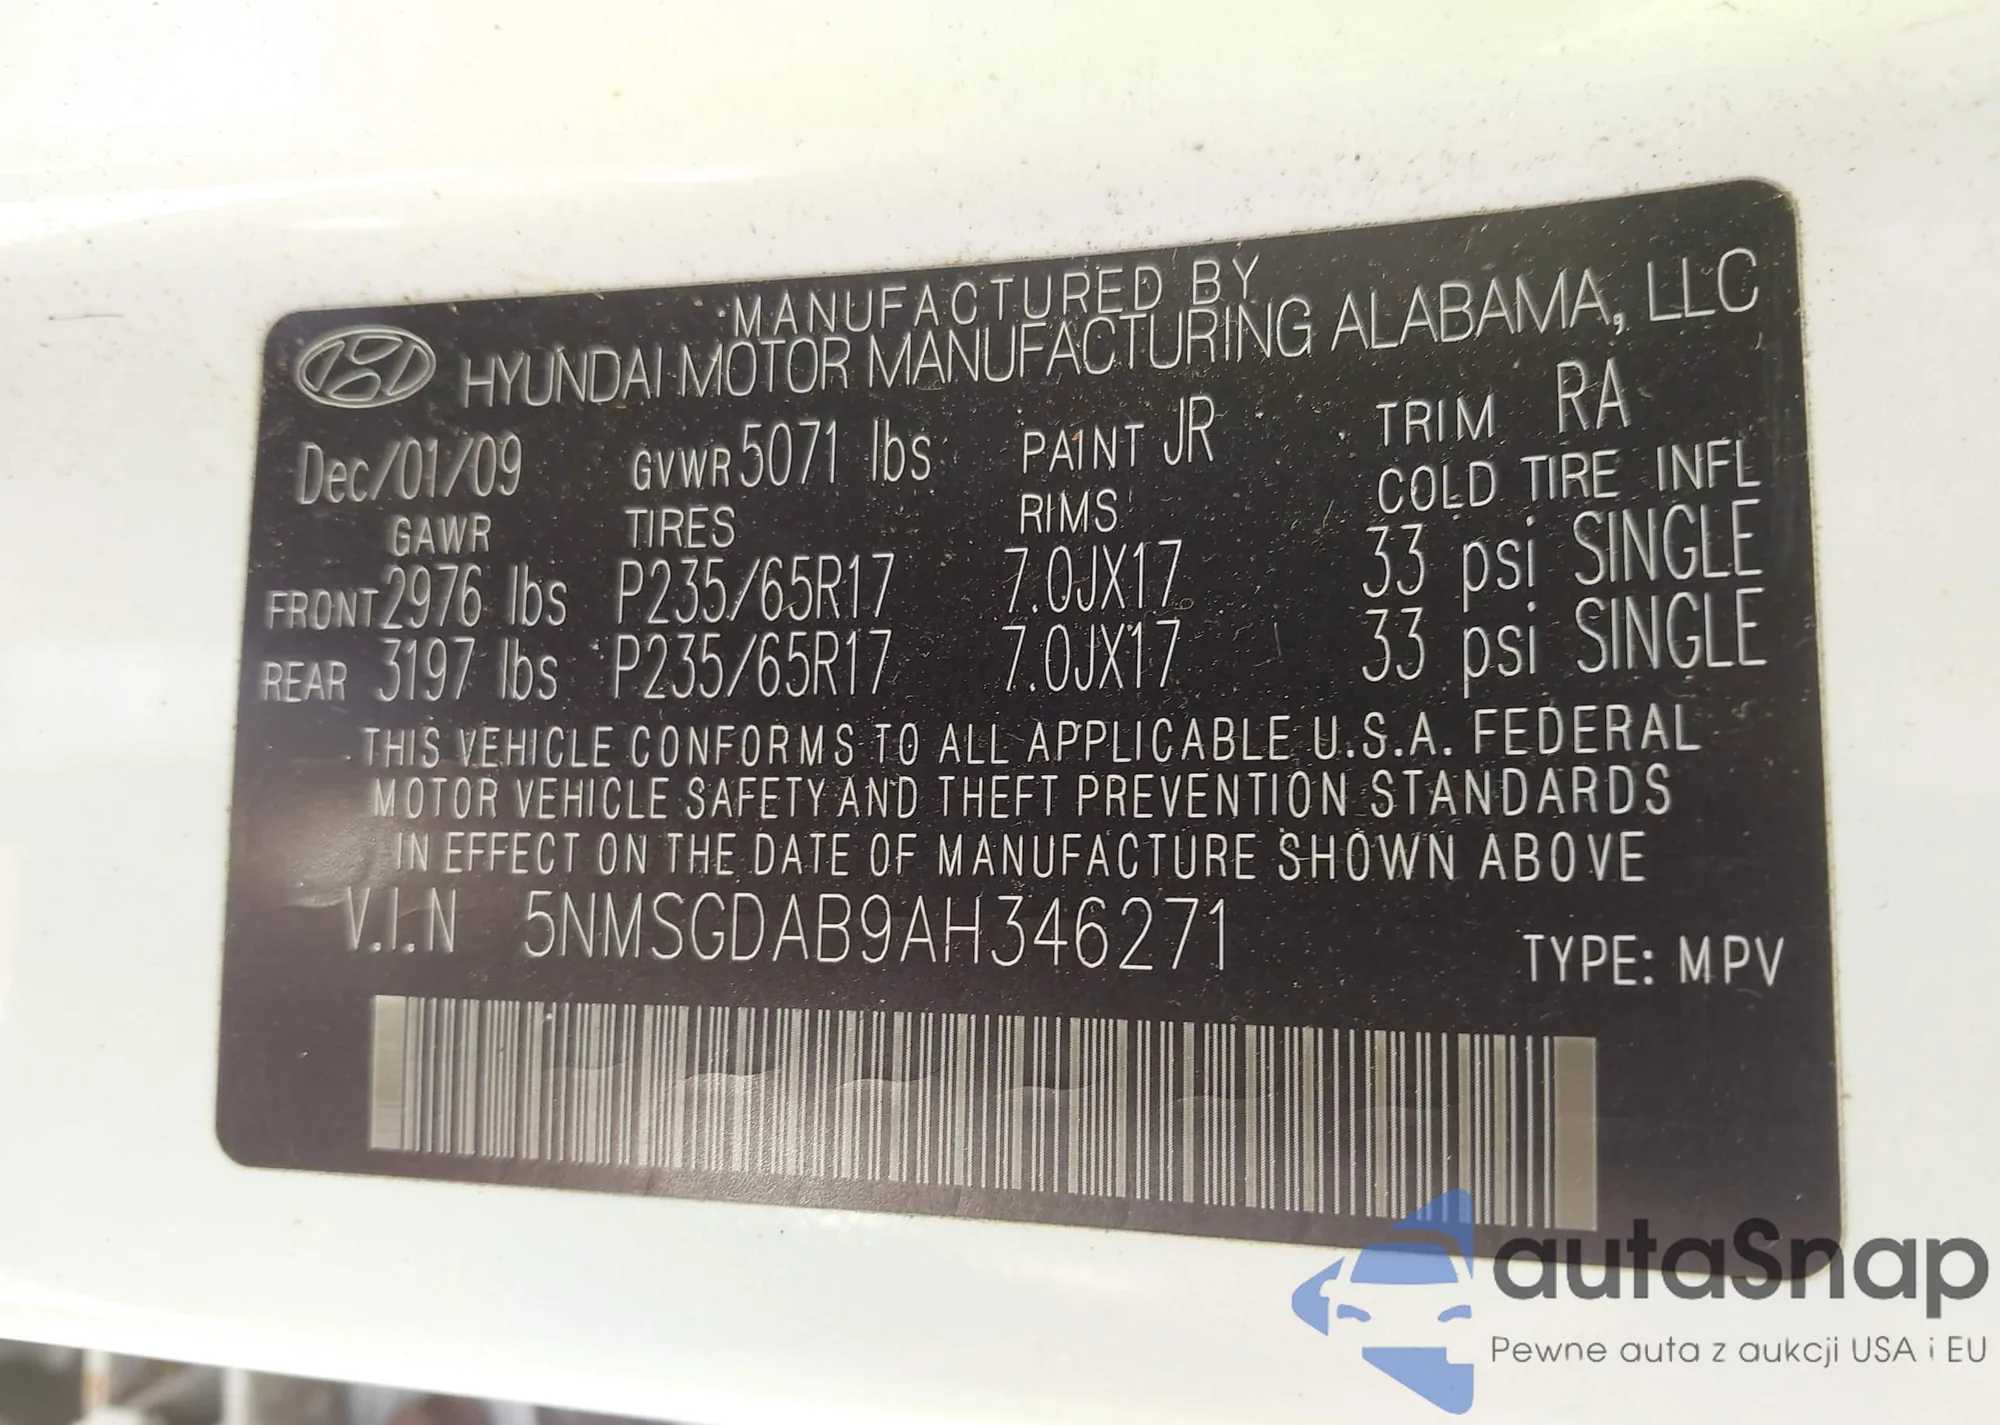 MANUFACTURED BY
HYUNDAI MOTOR MANUFACTURING ALABAMA, LLC
Dec/01/09 GVWR 5071 lbs PAINT JR TRIM RA
GAWR TIRES RIMS COLD TIRE INFL
FRONT 2976 lbs P235/65R17 7.0JX17 33 psi SINGLE
REAR 3197 lbs P235/65R17 7.0JX17 33 psi SINGLE
THIS VEHICLE CONFORMS TO ALL APPLICABLE U.S.A. FEDERAL
MOTOR VEHICLE SAFETY AND THEFT PREVENTION STANDARDS
IN EFFECT ON THE DATE OF MANUFACTURE SHOWN ABOVE
V.I.N 5NMSGDAB9AH346271 TYPE: MPV
autaSnap
Pewne auta z aukcji USA i EU